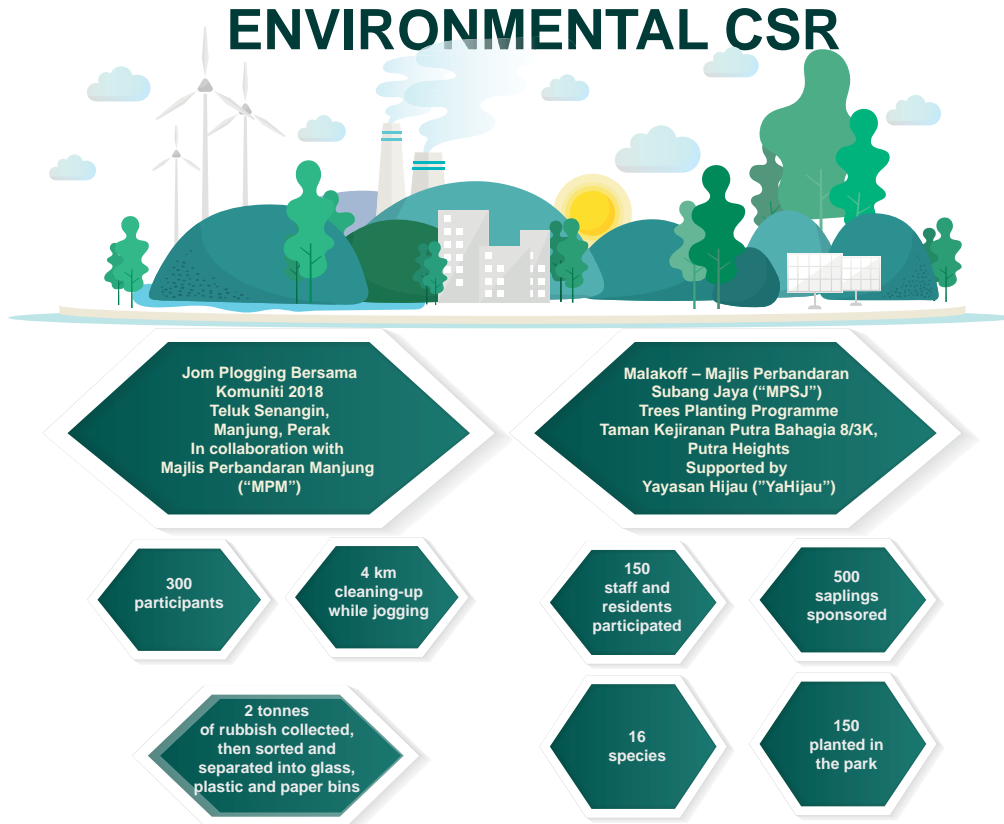 ENVIRONMENTAL CSR
Jom Plogging Bersama
Komuniti 2018
Teluk Senangin,
Manjung, Perak
In collaboration with
Majlis Perbandaran Manjung
(“MPM”)
300
participants
4 km
cleaning-up
while jogging
2 tonnes
of rubbish collected,
then sorted and
separated into glass,
plastic and paper bins
Malakoff – Majlis Perbandaran
Subang Jaya (“MPSJ”)
Trees Planting Programme
Taman Kejiranan Putra Bahagia 8/3K,
Putra Heights
Supported by
Yayasan Hijau (”YaHijau”)
150
staff and
residents
participated
500
saplings
sponsored
16
species
150
planted in
the park